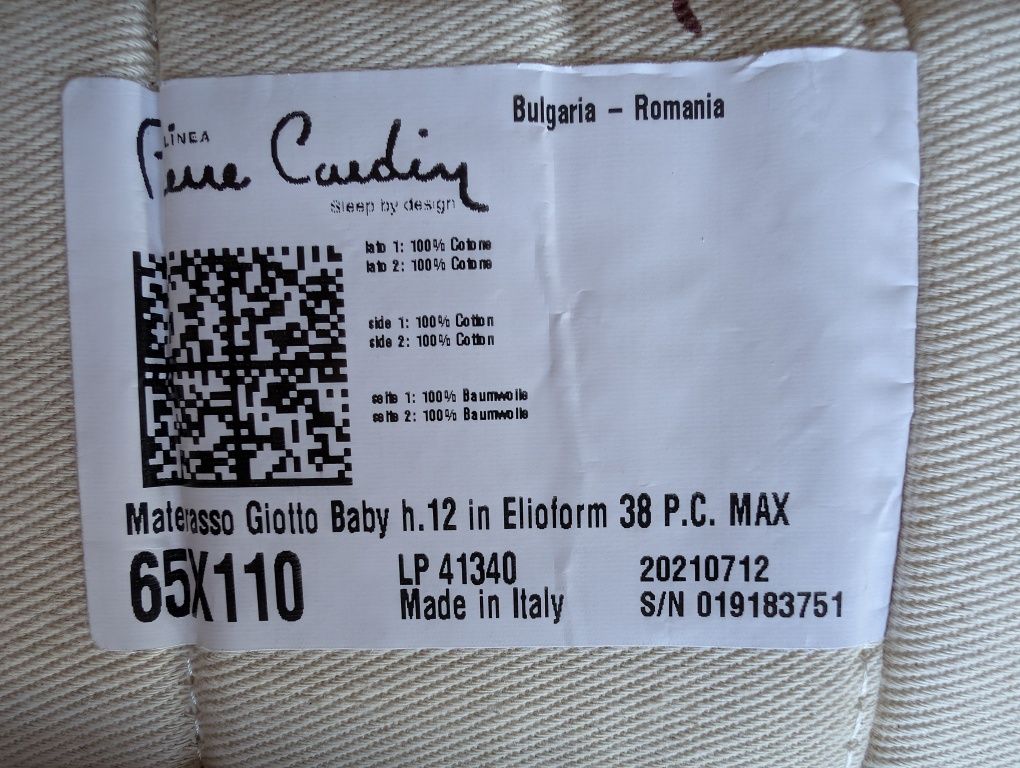 Bulgaria – Romania
LINEA
Pierre Cardin
Sleep by design
lato 1: 100% Cotone
lato 2: 100% Cotone
side 1: 100% Cotton
side 2: 100% Cotton
seite 1: 100% Baumwolle
seite 2: 100% Baumwolle
Materasso Giotto Baby h.12 in Elioform 38 P.C. MAX
65X110
LP 41340
20210712
Made in Italy
S/N 019183751